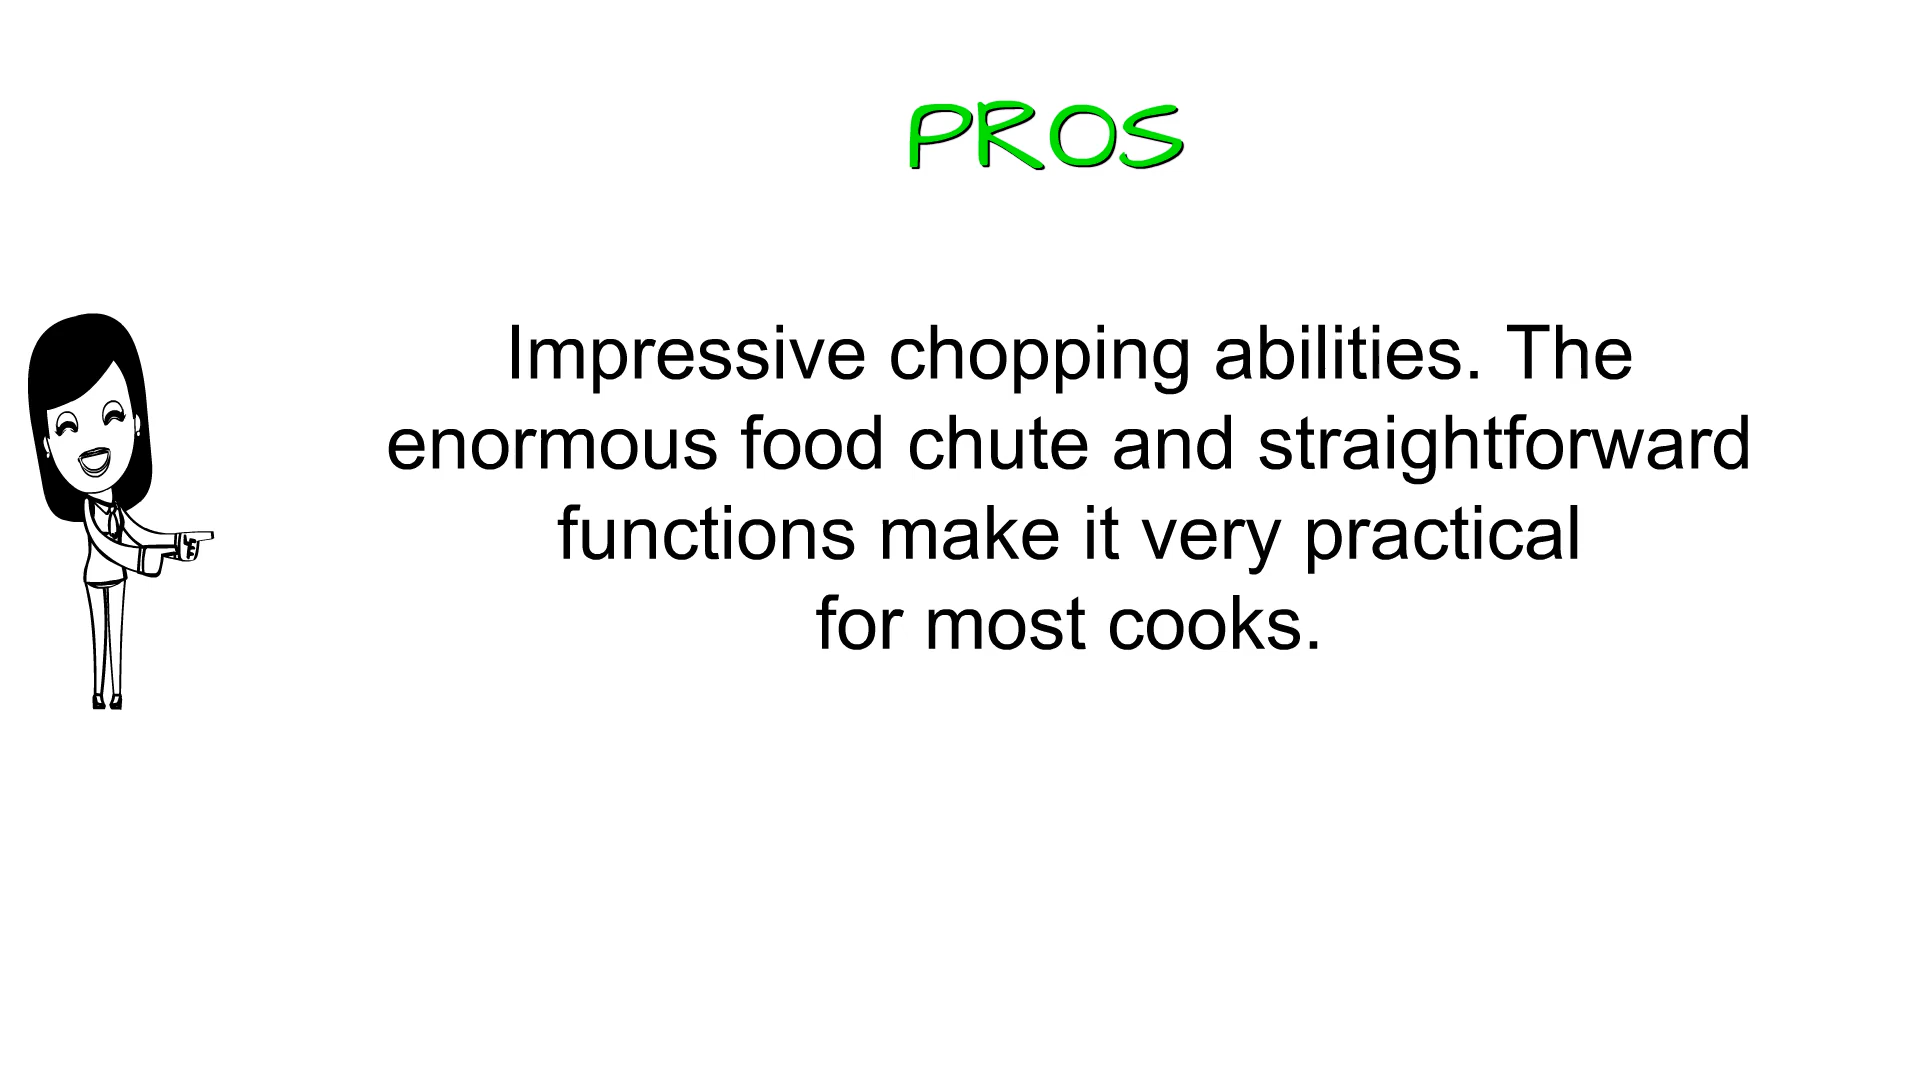 PROS
Impressive chopping abilities. The
enormous food chute and straightforward
functions make it very practical
for most cooks.